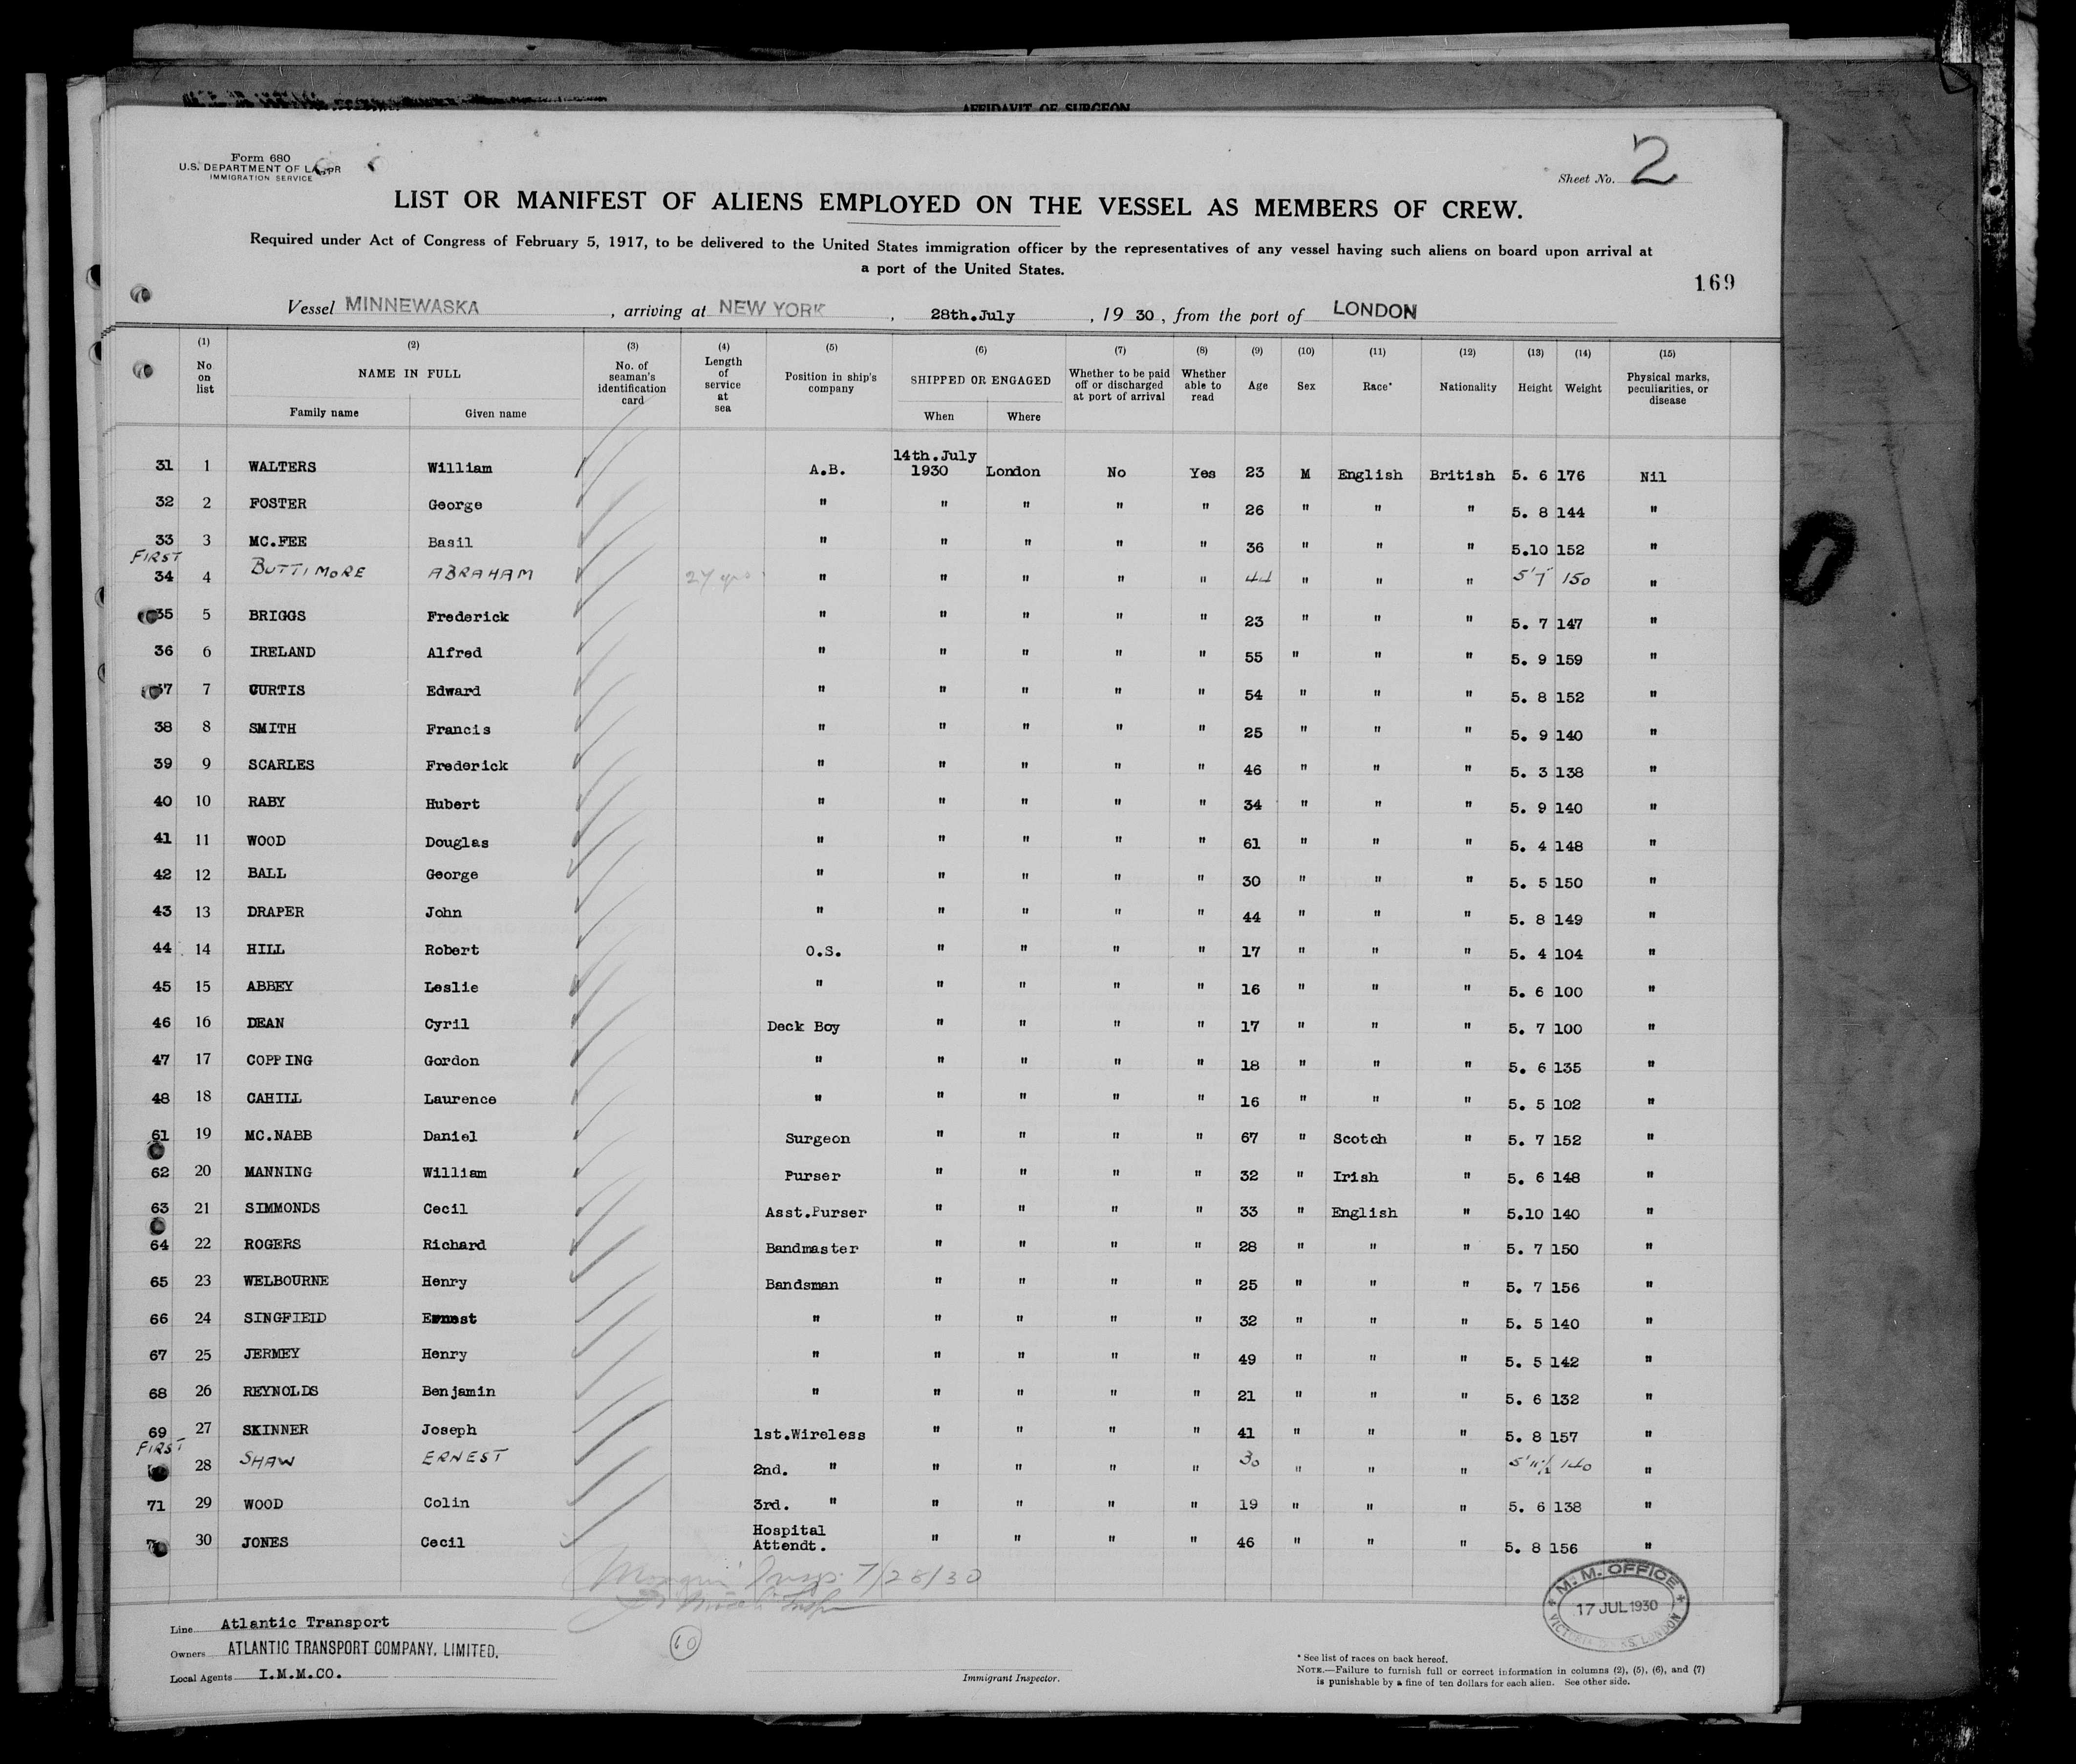 AFFIDAVIT OF SURGEON
Form 680
U.S. DEPARTMENT OF LABOR
IMMIGRATION SERVICE
Sheet No. 2
LIST OR MANIFEST OF ALIENS EMPLOYED ON THE VESSEL AS MEMBERS OF CREW.
Required under Act of Congress of February 5, 1917, to be delivered to the United States immigration officer by the representatives of any vessel having such aliens on board upon arrival at
a port of the United States.
169
Vessel MINNEWASKA, arriving at NEW YORK, 28th.July, 1930, from the port of LONDON
(1) No on list (2) NAME IN FULL Family name Given name (3) No. of seaman's identification card (4) Length of service at sea (5) Position in ship's company (6) SHIPPED OR ENGAGED When Where (7) Whether to be paid off or discharged at port of arrival (8) Whether able to read (9) Age (10) Sex (11) Race* (12) Nationality (13) Height (14) Weight (15) Physical marks, peculiarities, or disease
31 1 WALTERS William A.B. 14th.July 1930 London No Yes 23 M English British 5. 6 176 Nil
32 2 FOSTER George " " " " " 26 " " " 5. 8 144 "
33 3 MC.FEE Basil " " " " " 36 " " " 5.10 152 "
FIRST
34 4 BUTTIMORE ABRAHAM 27 yrs " " " " " 44 " " " 5'7" 150 "
35 5 BRIGGS Frederick " " " " " 23 " " " 5. 7 147 "
36 6 IRELAND Alfred " " " " " 55 " " " 5. 9 159 "
37 7 CURTIS Edward " " " " " 54 " " " 5. 8 152 "
38 8 SMITH Francis " " " " " 25 " " " 5. 9 140 "
39 9 SCARLES Frederick " " " " " 46 " " " 5. 3 138 "
40 10 RABY Hubert " " " " " 34 " " " 5. 9 140 "
41 11 WOOD Douglas " " " " " 61 " " " 5. 4 148 "
42 12 BALL George " " " " " 30 " " " 5. 5 150 "
43 13 DRAPER John " " " " " 44 " " " 5. 8 149 "
44 14 HILL Robert O.S. " " " " 17 " " " 5. 4 104 "
45 15 ABBEY Leslie " " " " " 16 " " " 5. 6 100 "
46 16 DEAN Cyril Deck Boy " " " " 17 " " " 5. 7 100 "
47 17 COPPING Gordon " " " " " 18 " " " 5. 6 135 "
48 18 CAHILL Laurence " " " " " 16 " " " 5. 5 102 "
61 19 MC.NABB Daniel Surgeon " " " " 67 " Scotch " 5. 7 152 "
62 20 MANNING William Purser " " " " 32 " Irish " 5. 6 148 "
63 21 SIMMONDS Cecil Asst.Purser " " " " 33 " English " 5.10 140 "
64 22 ROGERS Richard Bandmaster " " " " 28 " " " 5. 7 150 "
65 23 WELBOURNE Henry Bandsman " " " " 25 " " " 5. 7 156 "
66 24 SINGFIELD Ernest " " " " " 32 " " " 5. 5 140 "
67 25 JERMEY Henry " " " " " 49 " " " 5. 5 142 "
68 26 REYNOLDS Benjamin " " " " " 21 " " " 5. 6 132 "
69 27 SKINNER Joseph 1st.Wireless " " " " 41 " " " 5. 8 157 "
FIRST
28 SHAW ERNEST 2nd. " " " " " 30 " " " 5'11½ 140 "
71 29 WOOD Colin 3rd. " " " " " 19 " " " 5. 6 138 "
30 JONES Cecil Hospital Attendt. " " " " 46 " " " 5. 8 156 "
7/28/30
M. M. OFFICE
17 JUL 1930
VICTORIA DOCKS, LONDON
Line Atlantic Transport
Owners ATLANTIC TRANSPORT COMPANY, LIMITED.
Local Agents I.M.M.CO.
Immigrant Inspector.
* See list of races on back hereof.
NOTE.—Failure to furnish full or correct information in columns (2), (5), (6), and (7)
is punishable by a fine of ten dollars for each alien. See other side.